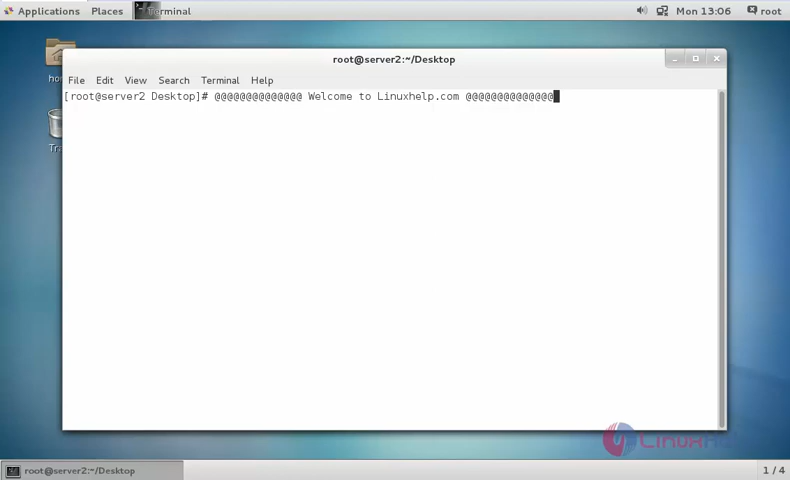 Applications Places Terminal Mon 13:06 root
root@server2:~/Desktop
File Edit View Search Terminal Help
[root@server2 Desktop]# @@@@@@@@@@@@@@ Welcome to Linuxhelp.com @@@@@@@@@@@@@@
root@server2:~/Desktop
1 / 4